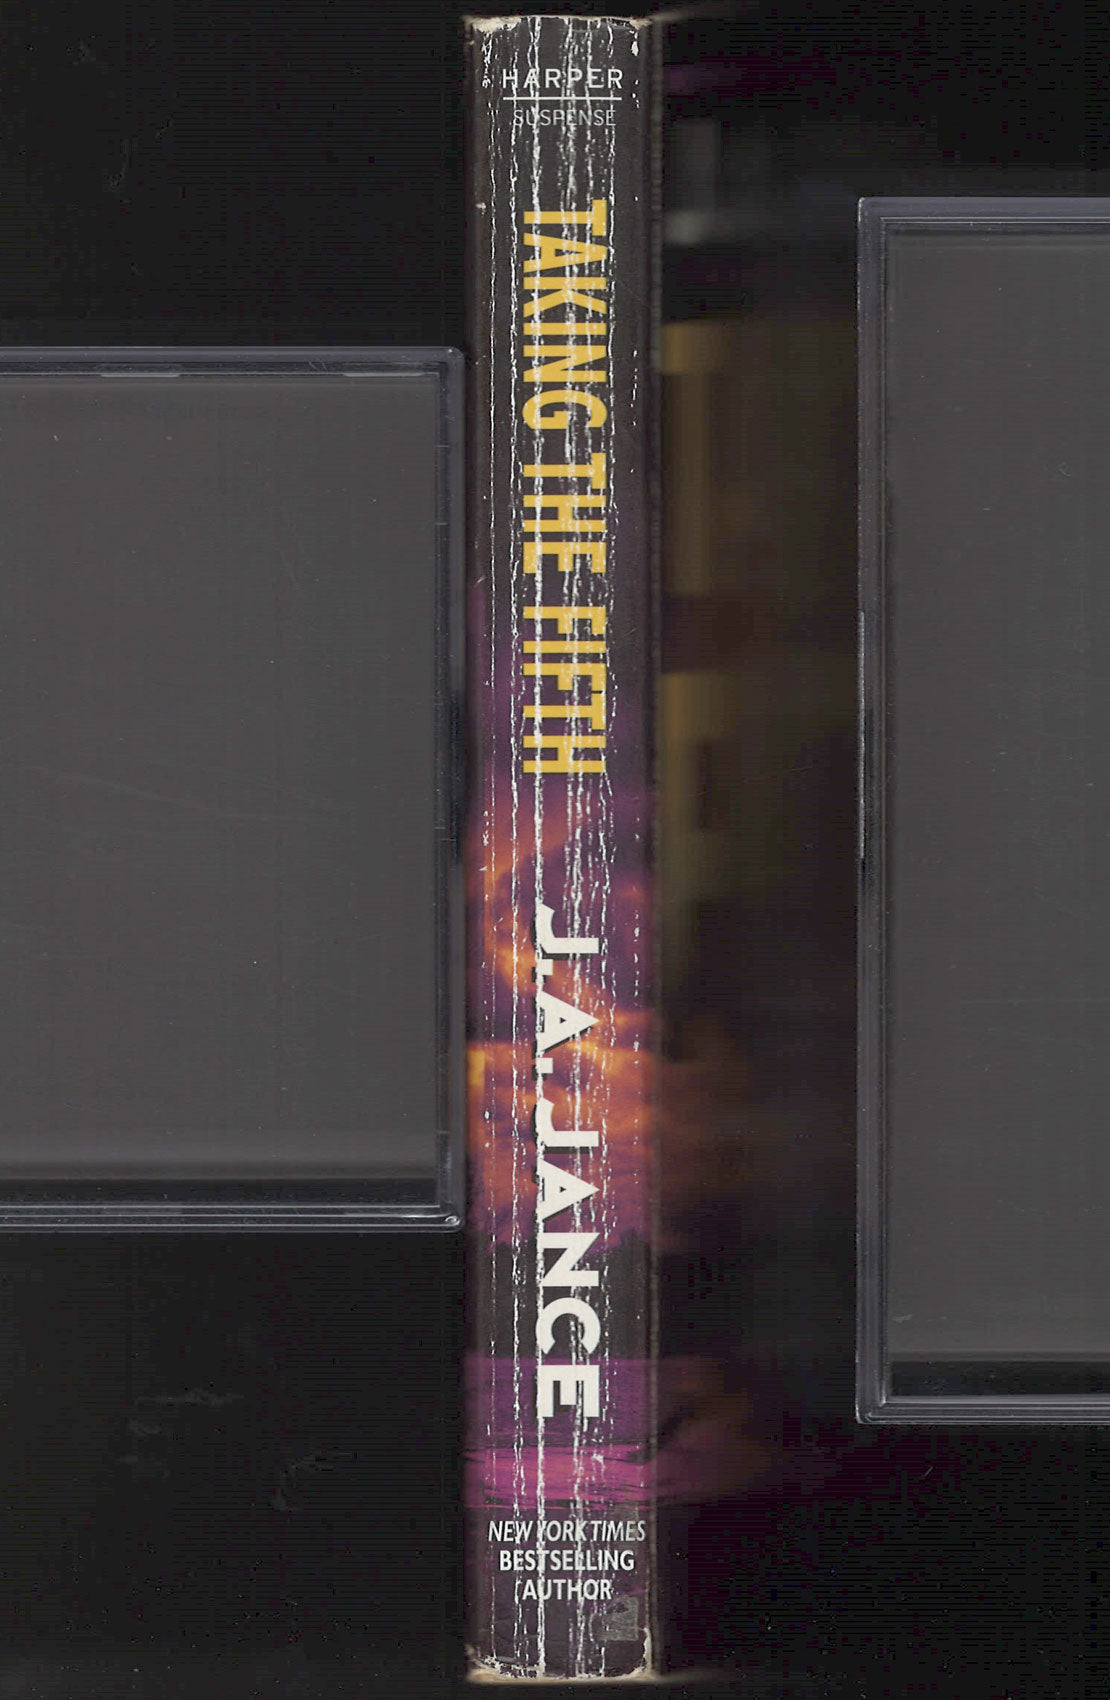 HARPER
SUSPENSE
TAKING THE FIFTH
J.A. JANCE
NEW YORK TIMES
BESTSELLING
AUTHOR